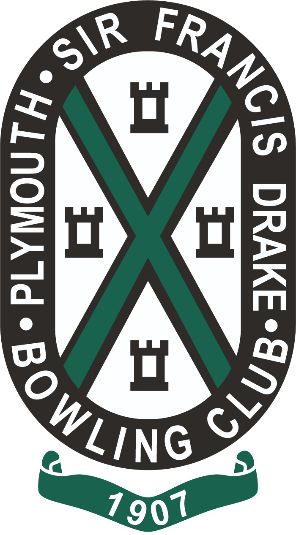 PLYMOUTH • SIR FRANCIS DRAKE • BOWLING CLUB •
1907